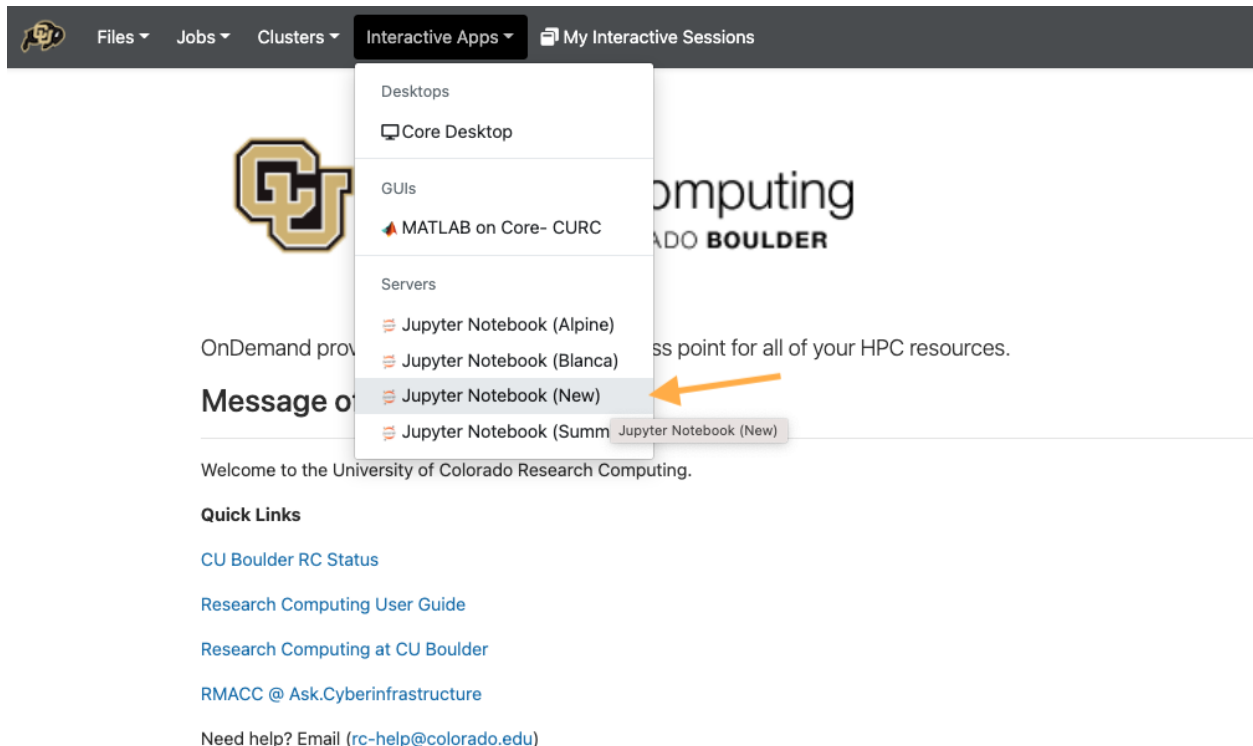 Files Jobs Clusters Interactive Apps My Interactive Sessions
Desktops
Core Desktop
GUIs
MATLAB on Core- CURC
Servers
Jupyter Notebook (Alpine)
Jupyter Notebook (Blanca)
Jupyter Notebook (New)
Jupyter Notebook (Summ
Jupyter Notebook (New)
CU
omputing
ADO BOULDER
OnDemand prov ss point for all of your HPC resources.
Message of
Welcome to the University of Colorado Research Computing.
Quick Links
CU Boulder RC Status
Research Computing User Guide
Research Computing at CU Boulder
RMACC @ Ask.Cyberinfrastructure
Need help? Email (rc-help@colorado.edu)